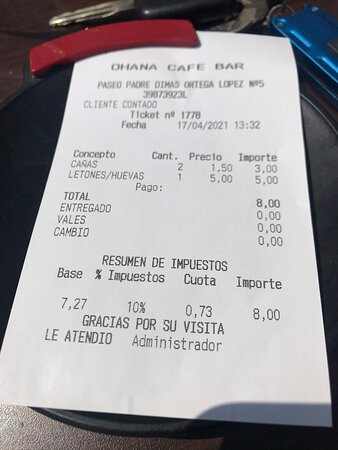 OHANA CAFE BAR
PASEO PADRE DIMAS ORTEGA LOPEZ Nº5
39873923L
CLIENTE CONTADO
Ticket nº 1778
Fecha 17/04/2021 13:32
Concepto Cant. Precio Importe
CAÑAS 2 1,50 3,00
LETONES/HUEVAS 1 5,00 5,00
Pago:
TOTAL 8,00
ENTREGADO 0,00
VALES 0,00
CAMBIO 0,00
RESUMEN DE IMPUESTOS
Base % Impuestos Cuota Importe
7,27 10% 0,73 8,00
GRACIAS POR SU VISITA
LE ATENDIO Administrador